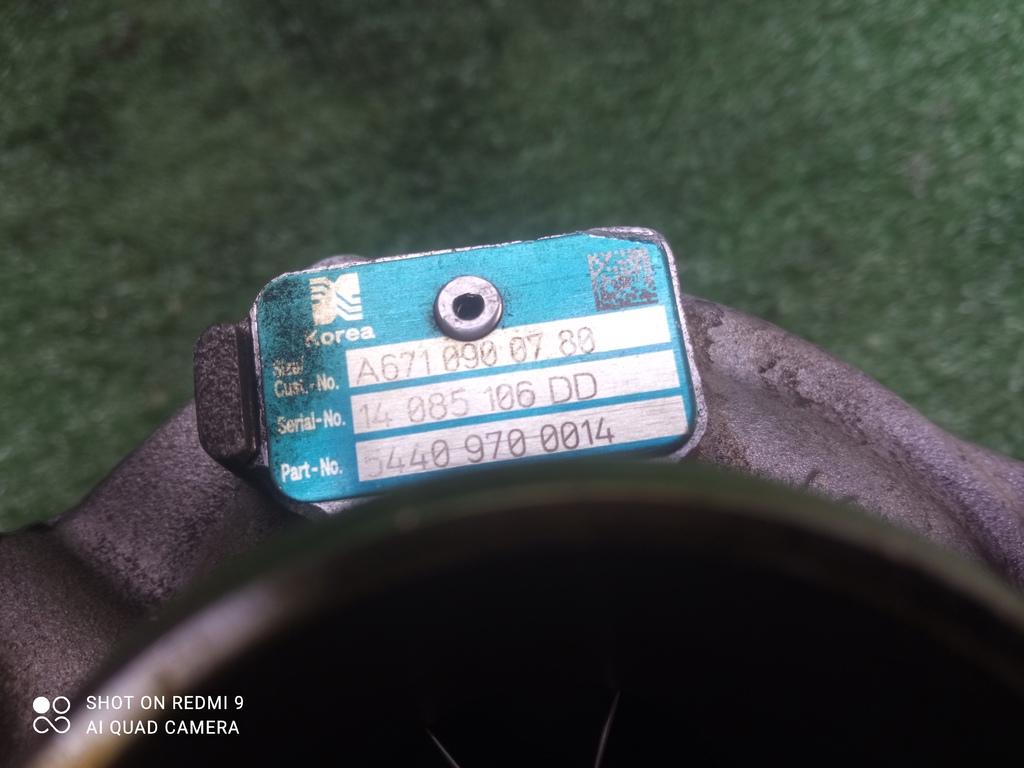 Korea
Cust.-No. A671 090 07 80
Serial-No. 14 085 106 DD
Part-No. 5440 970 0014
SHOT ON REDMI 9
AI QUAD CAMERA